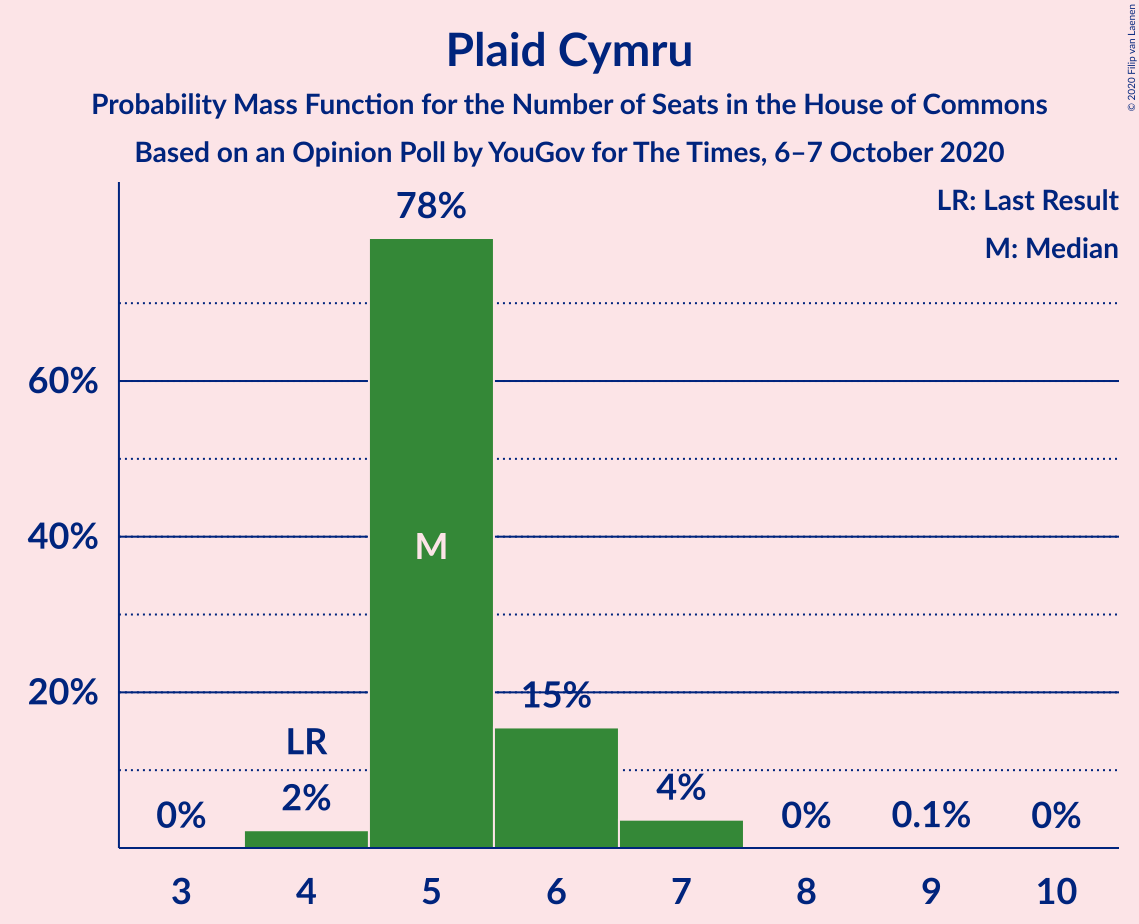 Plaid Cymru
Probability Mass Function for the Number of Seats in the House of Commons
Based on an Opinion Poll by YouGov for The Times, 6–7 October 2020
© 2020 Filip van Laenen
LR: Last Result
M: Median
78%
60%
40%
M
20%
15%
LR
4%
2%
0%
0%
0.1%
0%
3 4 5 6 7 8 9 10